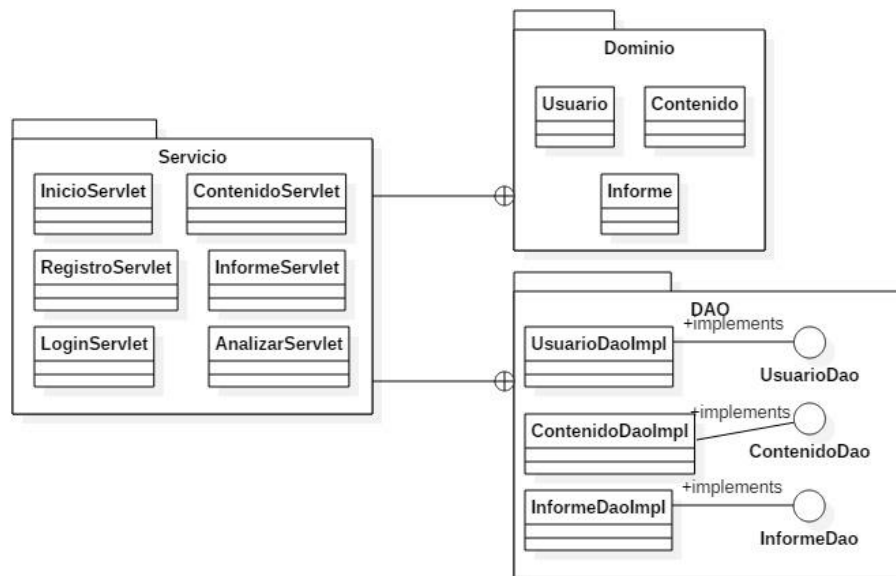 Dominio
Usuario
Contenido
Informe
Servicio
InicioServlet
ContenidoServlet
RegistroServlet
InformeServlet
LoginServlet
AnalizarServlet
DAO
+implements
UsuarioDaoImpl
UsuarioDao
+implements
ContenidoDaoImpl
ContenidoDao
+implements
InformeDaoImpl
InformeDao